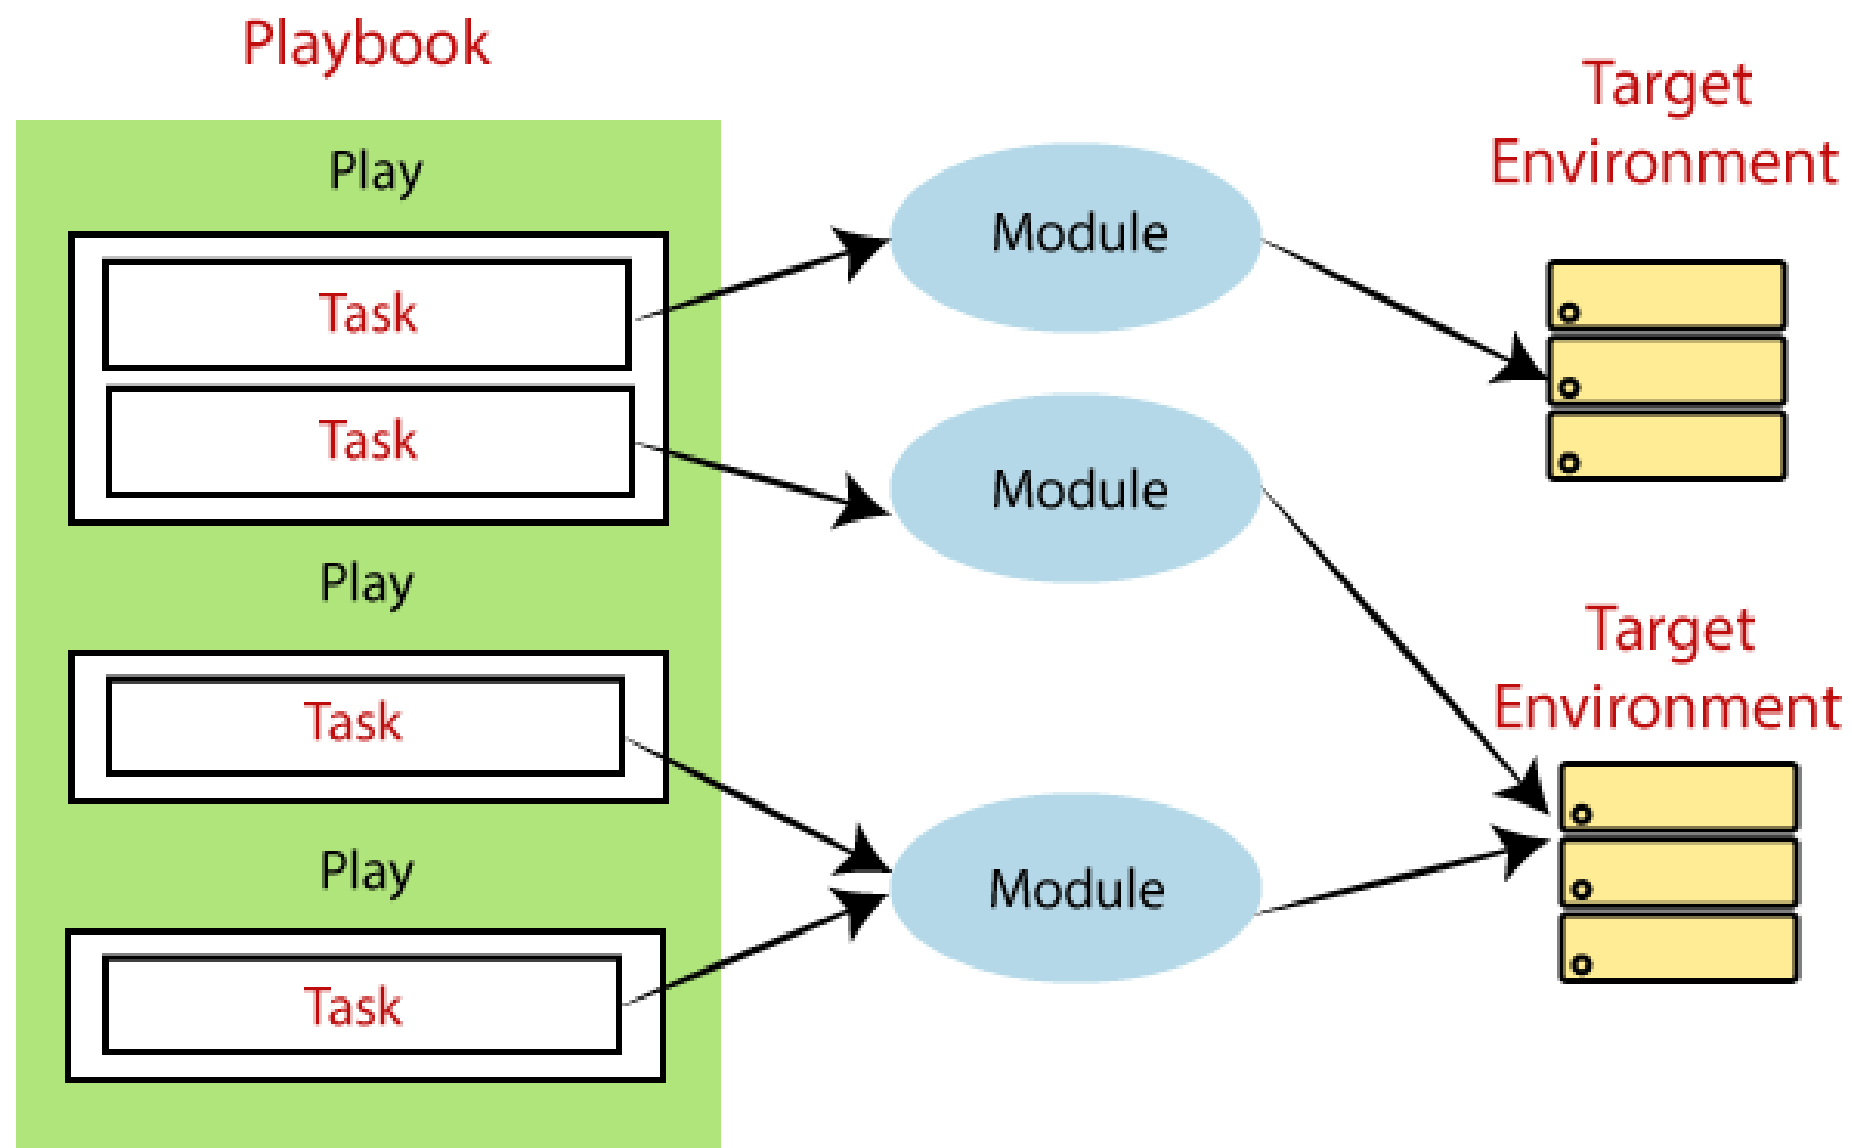 Playbook
Play
Task
Task
Play
Task
Play
Task
Module
Module
Module
Target
Environment
Target
Environment